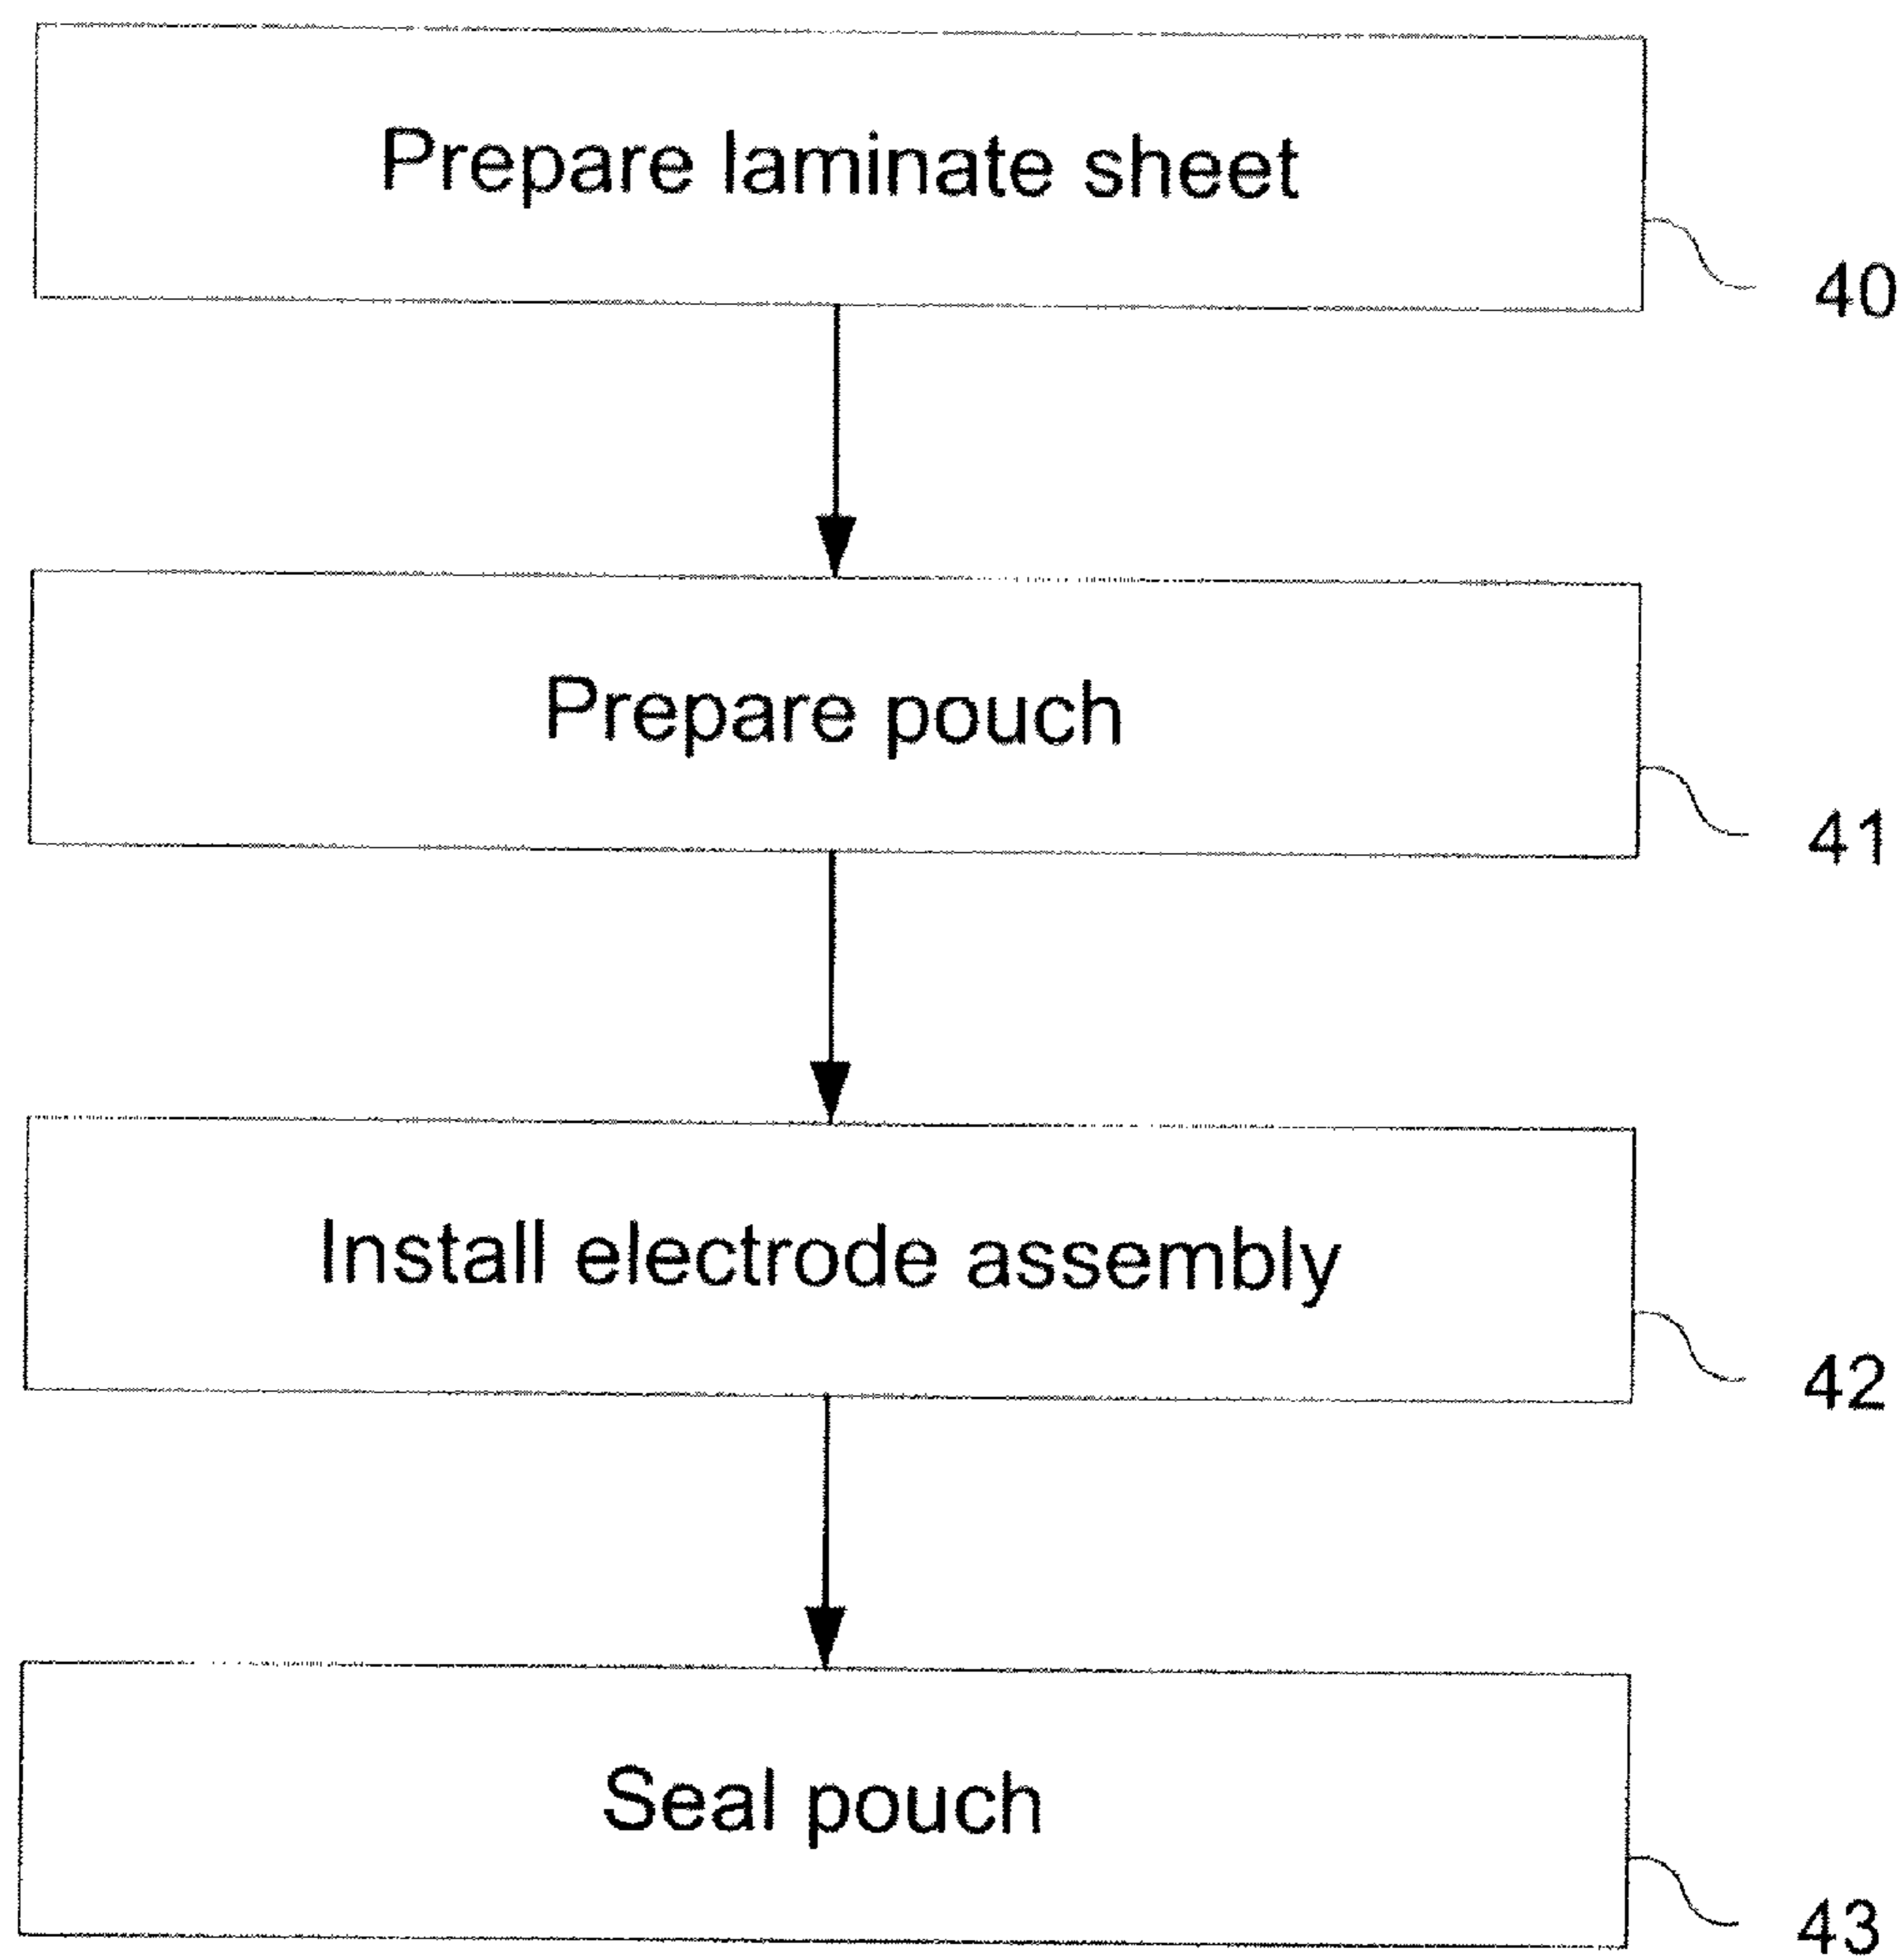 Prepare laminate sheet
40
Prepare pouch
41
Install electrode assembly
42
Seal pouch
43